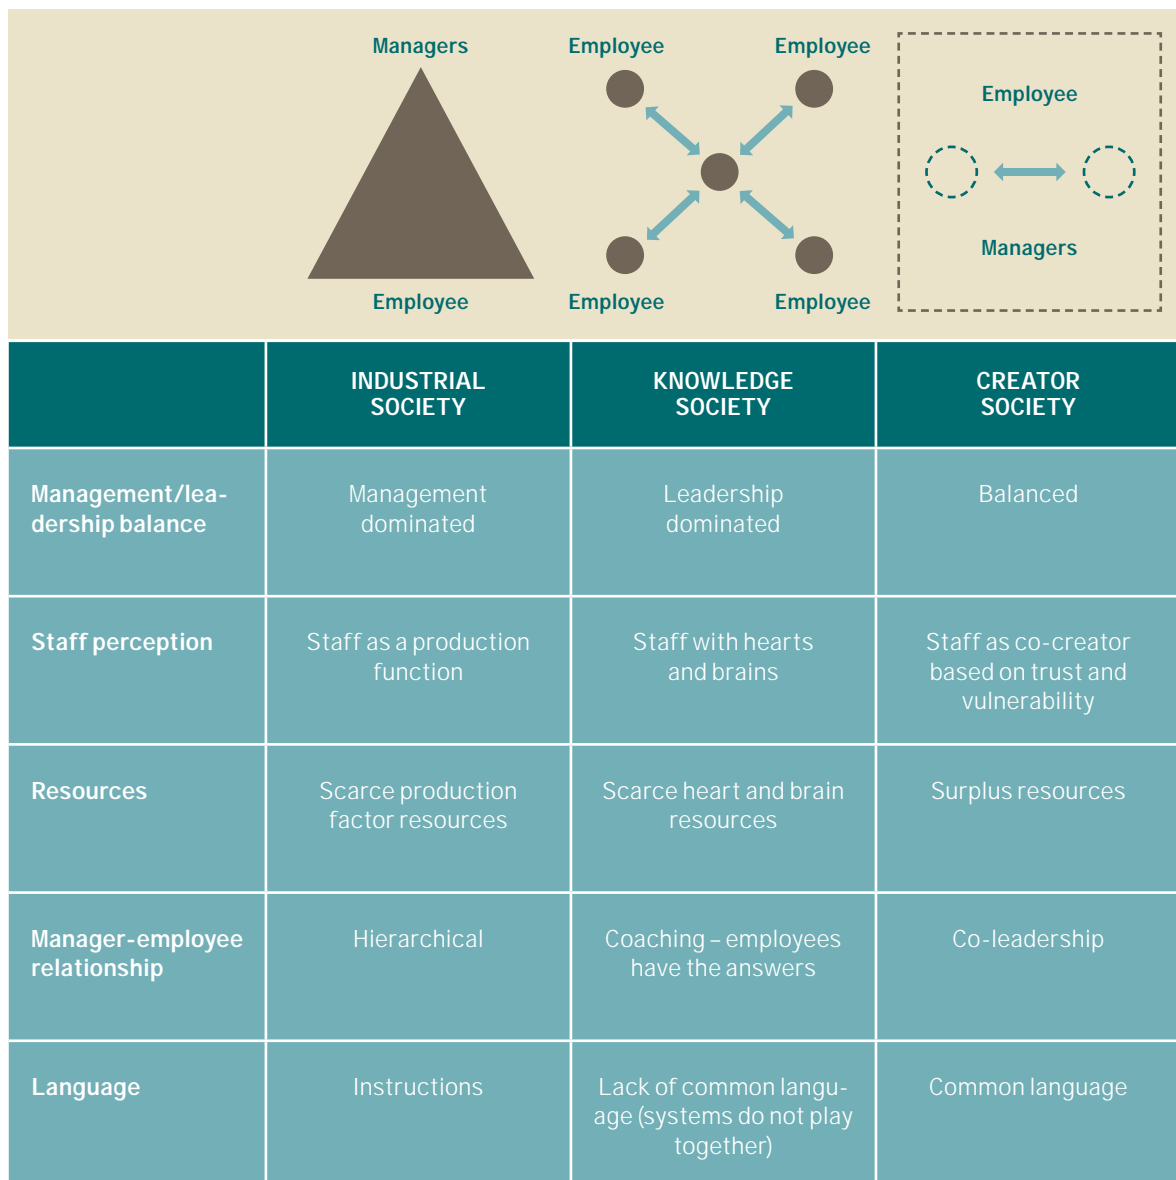 Managers
Employee
Employee
Employee
Employee
Employee
Employee
Employee
Managers
INDUSTRIAL
SOCIETY
KNOWLEDGE
SOCIETY
CREATOR
SOCIETY
Management/lea-
dership balance
Management
dominated
Leadership
dominated
Balanced
Staff perception
Staff as a production
function
Staff with hearts
and brains
Staff as co-creator
based on trust and
vulnerability
Resources
Scarce production
factor resources
Scarce heart and brain
resources
Surplus resources
Manager-employee
relationship
Hierarchical
Coaching – employees
have the answers
Co-leadership
Language
Instructions
Lack of common langu-
age (systems do not play
together)
Common language